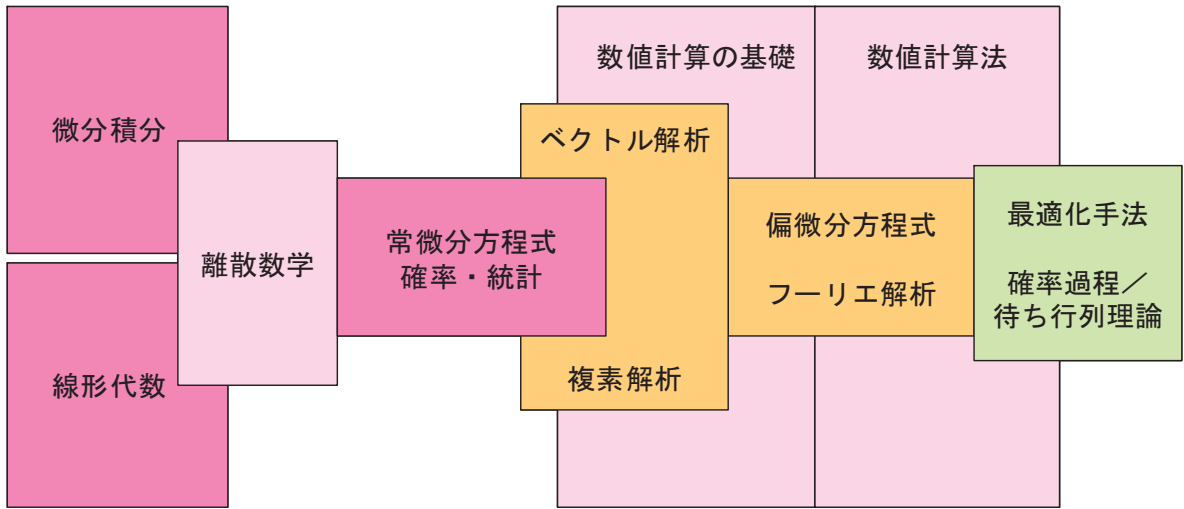 微分積分
線形代数
離散数学
常微分方程式
確率・統計
数値計算の基礎
ベクトル解析
複素解析
数値計算法
偏微分方程式
フーリエ解析
最適化手法
確率過程／
待ち行列理論